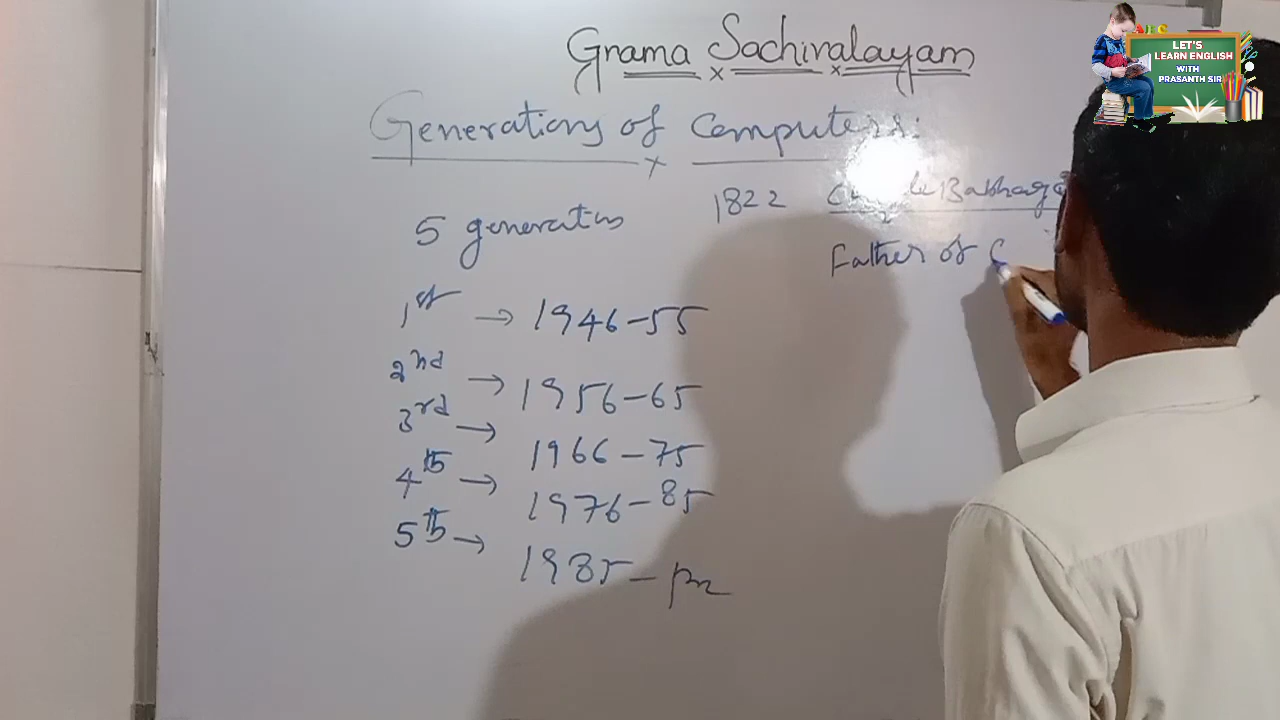 Grama Sachivalayam
Generations of Computers:
5 generations
1822
Father of C
1st → 1946-55
2nd → 1956-65
3rd → 1966-75
4th → 1976-85
5th → 1985-
LET'S
LEARN ENGLISH
WITH
PRASANTH SIR